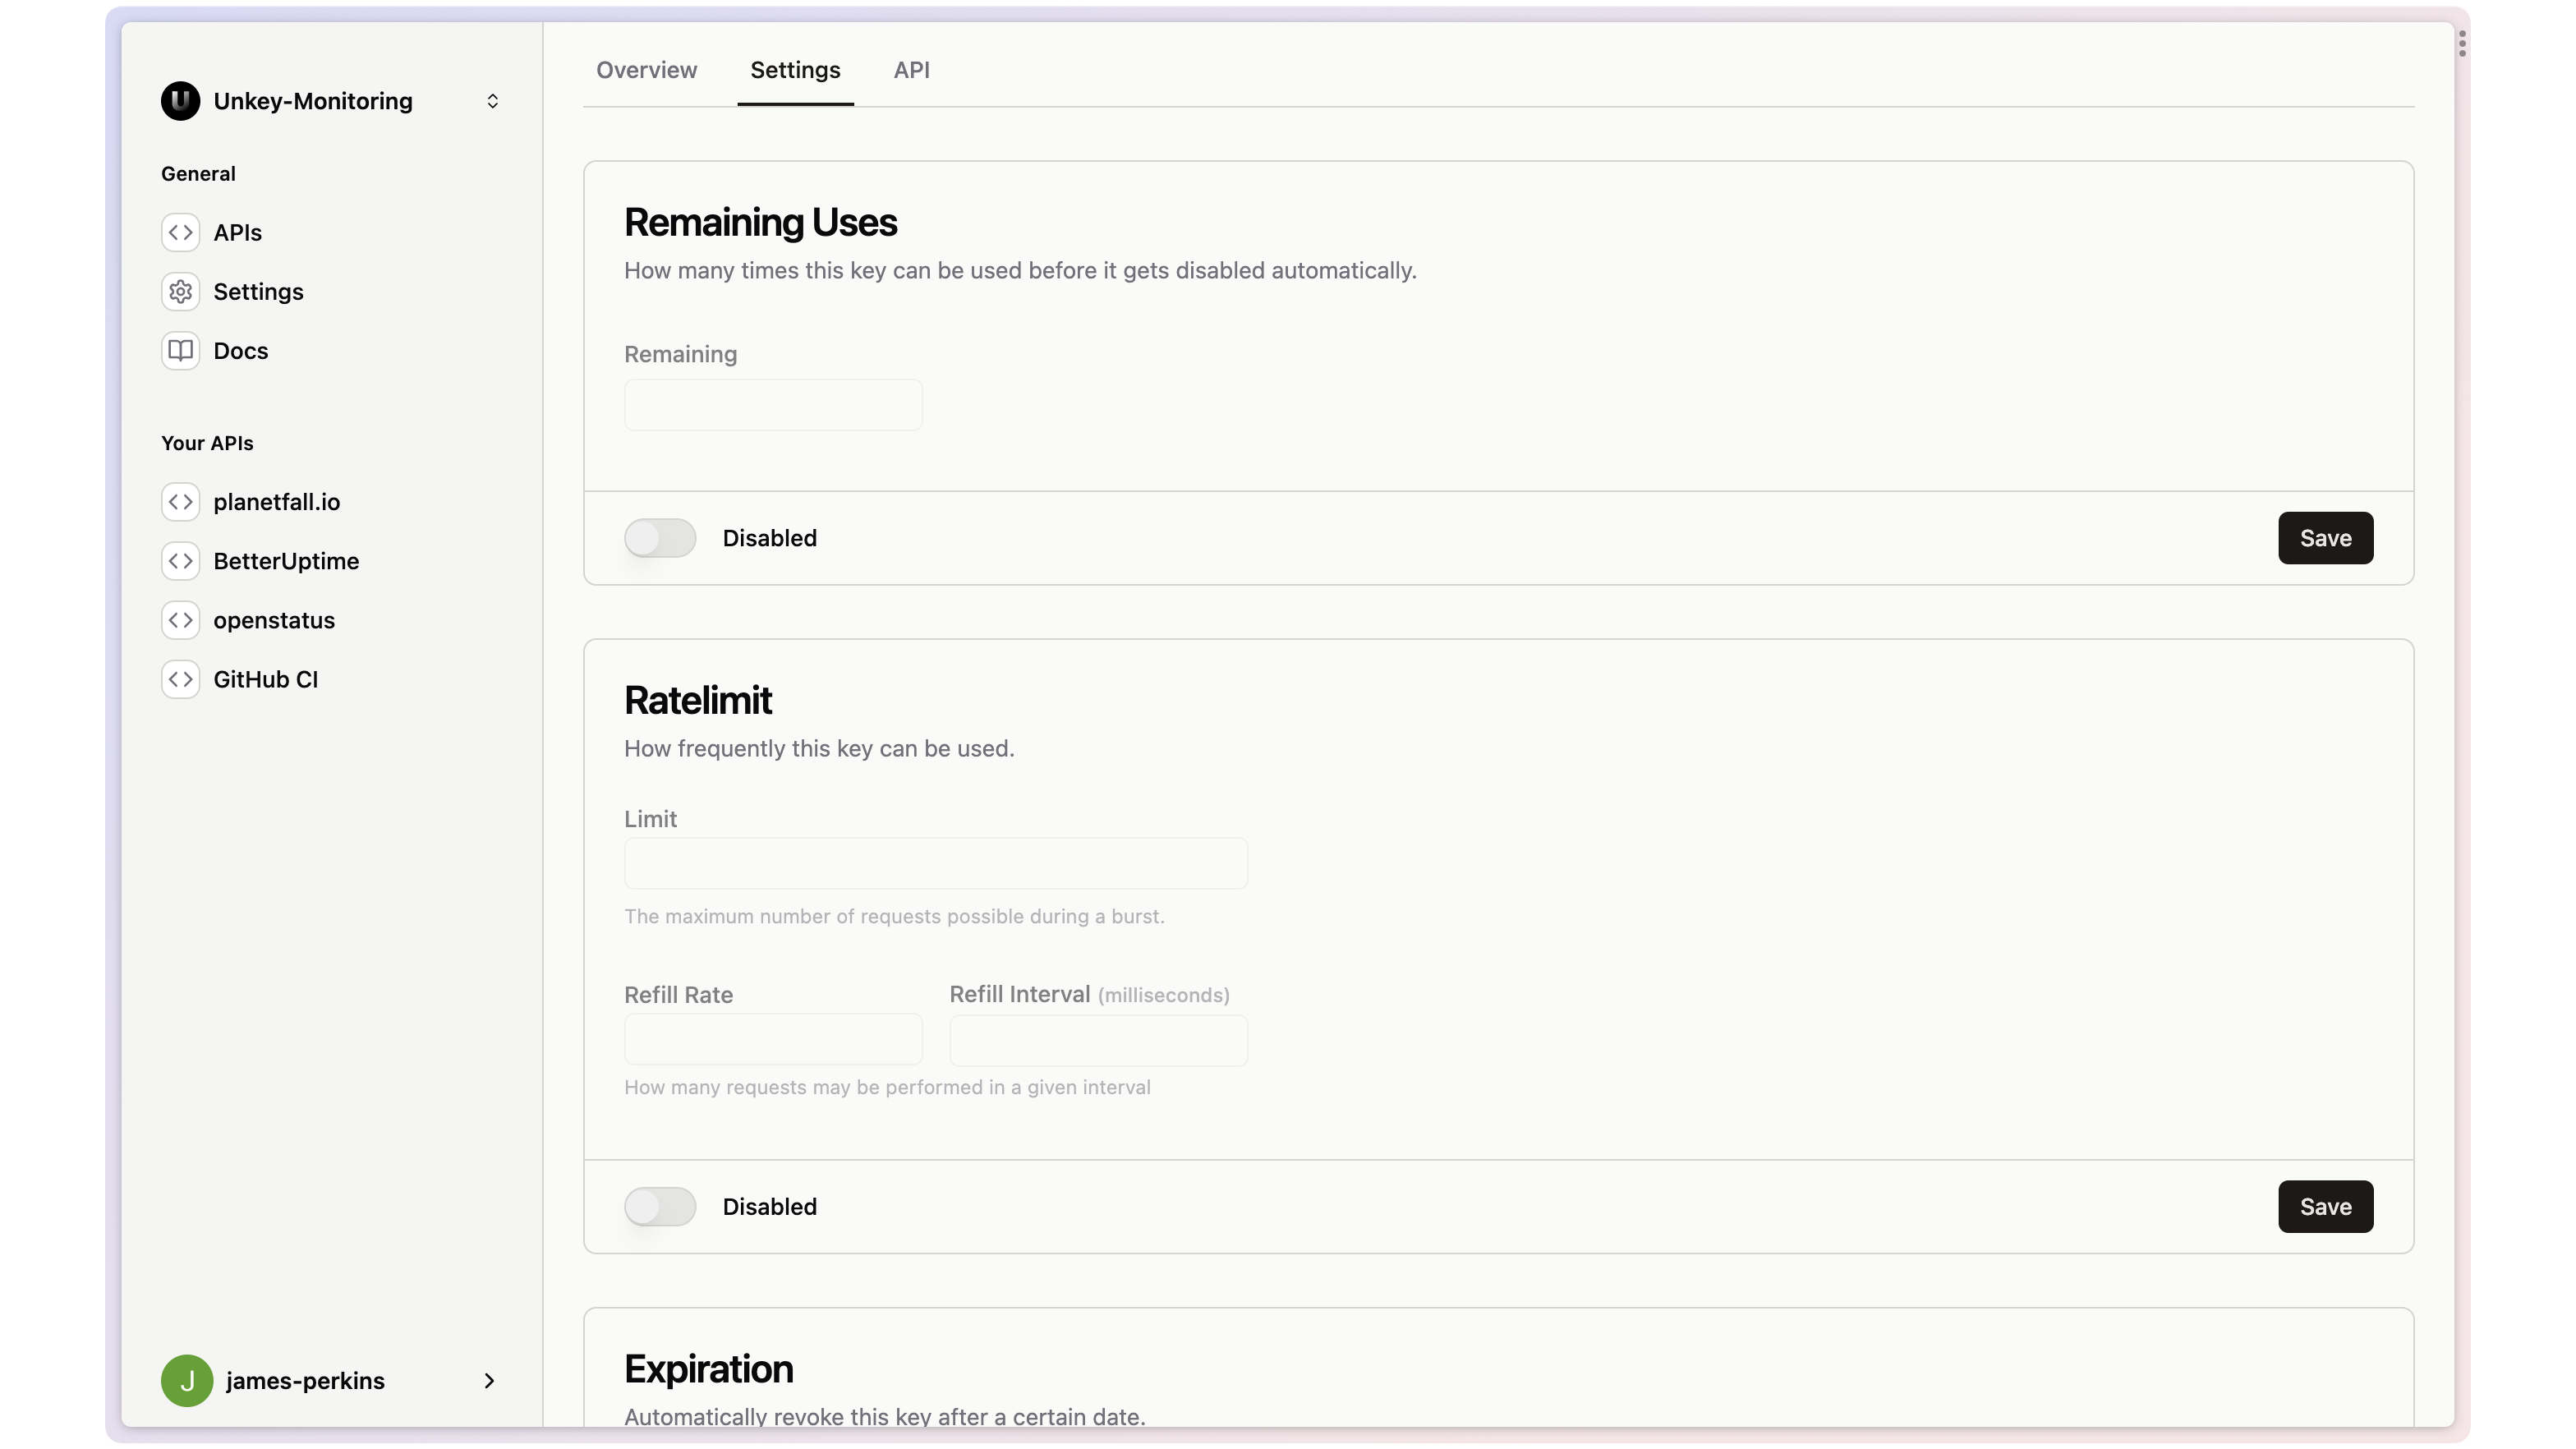 Unkey-Monitoring
General
APIs
Settings
Docs
Your APIs
planetfall.io
BetterUptime
openstatus
GitHub CI
J james-perkins
Overview Settings API
Remaining Uses
How many times this key can be used before it gets disabled automatically.
Remaining
Disabled Save
Ratelimit
How frequently this key can be used.
Limit
The maximum number of requests possible during a burst.
Refill Rate Refill Interval (milliseconds)
How many requests may be performed in a given interval
Disabled Save
Expiration
Automatically revoke this key after a certain date.